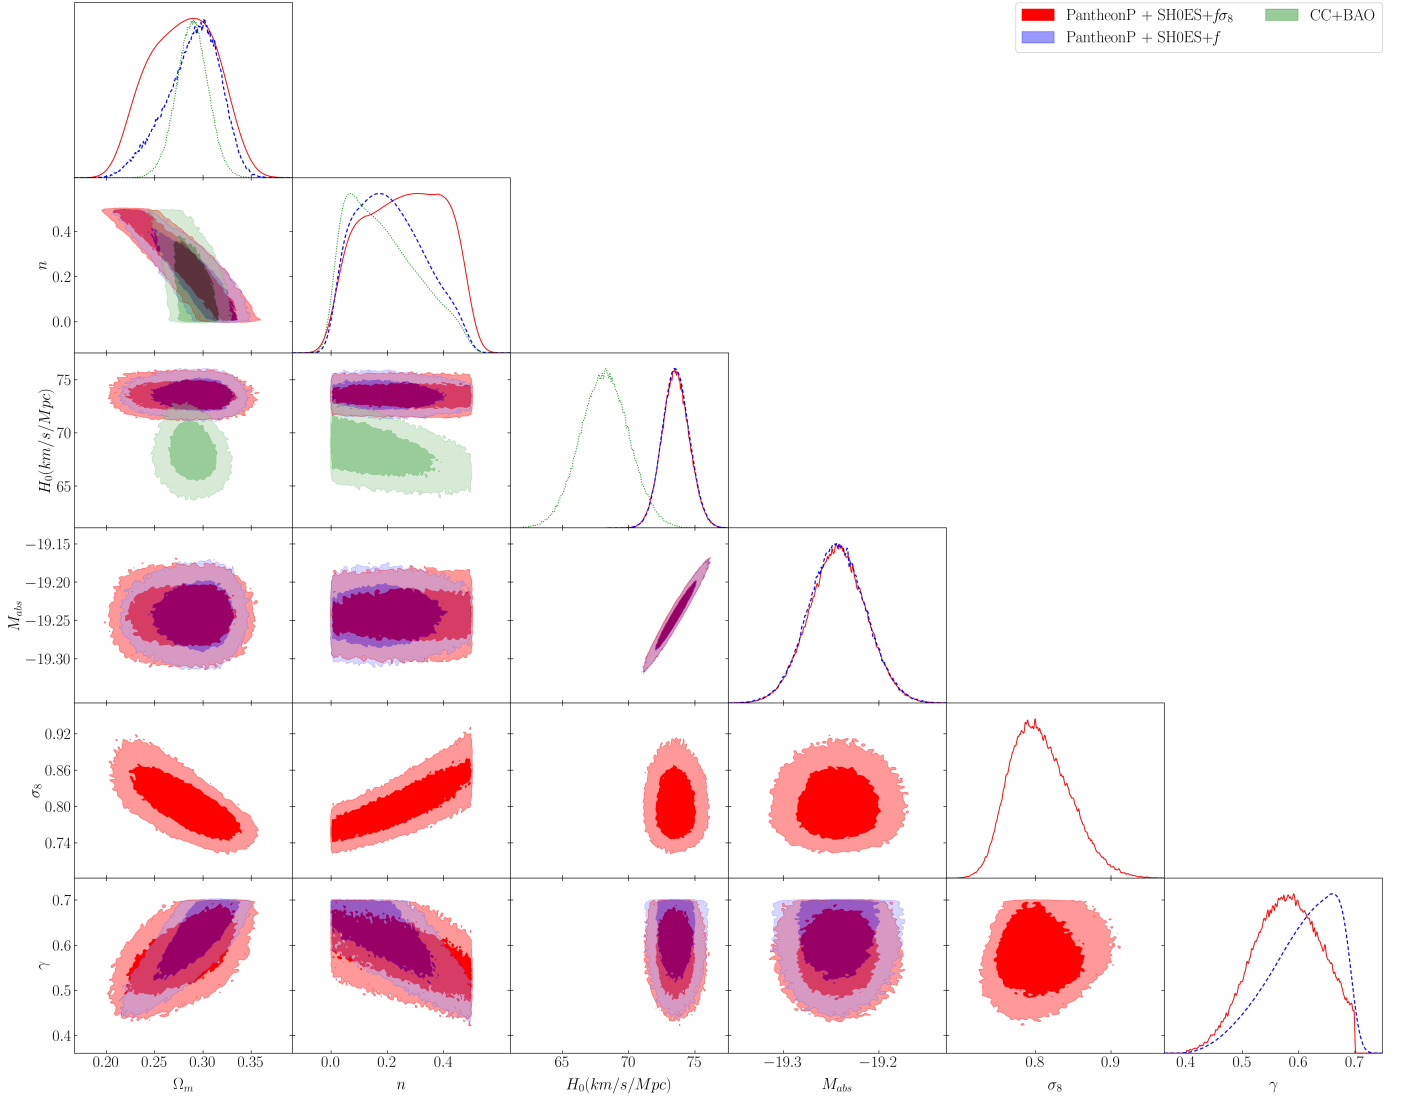 PantheonP + SH0ES+fσ₈
CC+BAO
PantheonP + SH0ES+f
n
0.4
0.2
0.0
H₀(km/s/Mpc)
75
70
65
M_abs
−19.15
−19.20
−19.25
−19.30
σ₈
0.92
0.86
0.80
0.74
γ
0.7
0.6
0.5
0.4
0.20 0.25 0.30 0.35
0.0 0.2 0.4
65 70 75
−19.3 −19.2
0.8 0.9
0.4 0.5 0.6 0.7
Ω_m
n
H₀(km/s/Mpc)
M_abs
σ₈
γ